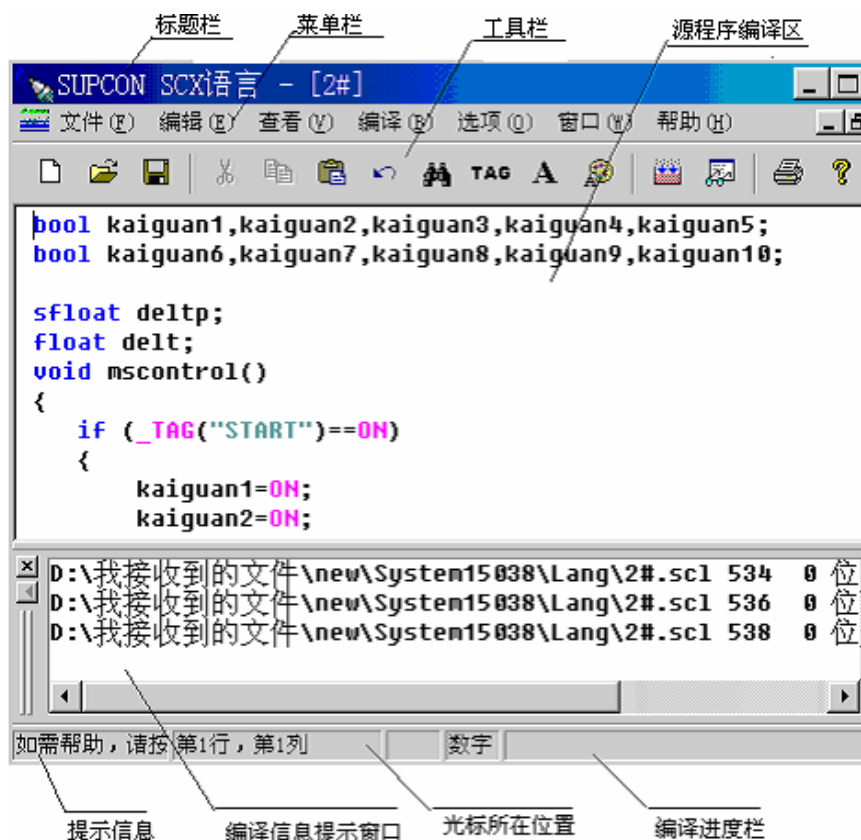 标题栏 菜单栏 工具栏 源程序编译区
SUPCON SCX语言 - [2#]
文件(F) 编辑(E) 查看(V) 编译(B) 选项(O) 窗口(W) 帮助(H)
TAG A
bool kaiguan1,kaiguan2,kaiguan3,kaiguan4,kaiguan5;
bool kaiguan6,kaiguan7,kaiguan8,kaiguan9,kaiguan10;
sfloat deltp;
float delt;
void mscontrol()
{
if (_TAG("START")==ON)
{
kaiguan1=ON;
kaiguan2=ON;
D:\我接收到的文件\new\System15038\Lang\2#.scl 534 0 位
D:\我接收到的文件\new\System15038\Lang\2#.scl 536 0 位
D:\我接收到的文件\new\System15038\Lang\2#.scl 538 0 位
如需帮助，请按 第1行，第1列 数字
提示信息 编译信息提示窗口 光标所在位置 编译进度栏